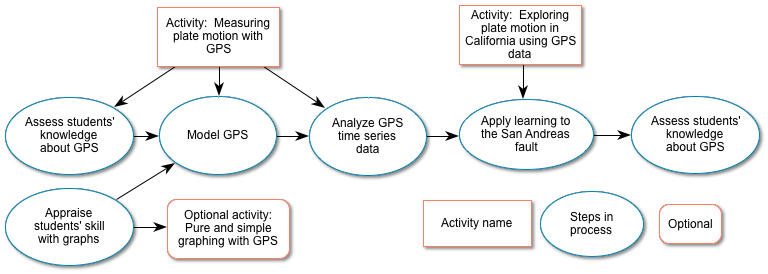 Activity:  Measuring
plate motion with
GPS
Activity:  Exploring
plate motion in
California using GPS
data
Assess students'
knowledge
about GPS
Model GPS
Analyze GPS
time series
data
Apply learning to
the San Andreas
fault
Assess students'
knowledge
about GPS
Appraise
students' skill
with graphs
Optional activity:
Pure and simple
graphing with GPS
Activity name
Steps in
process
Optional